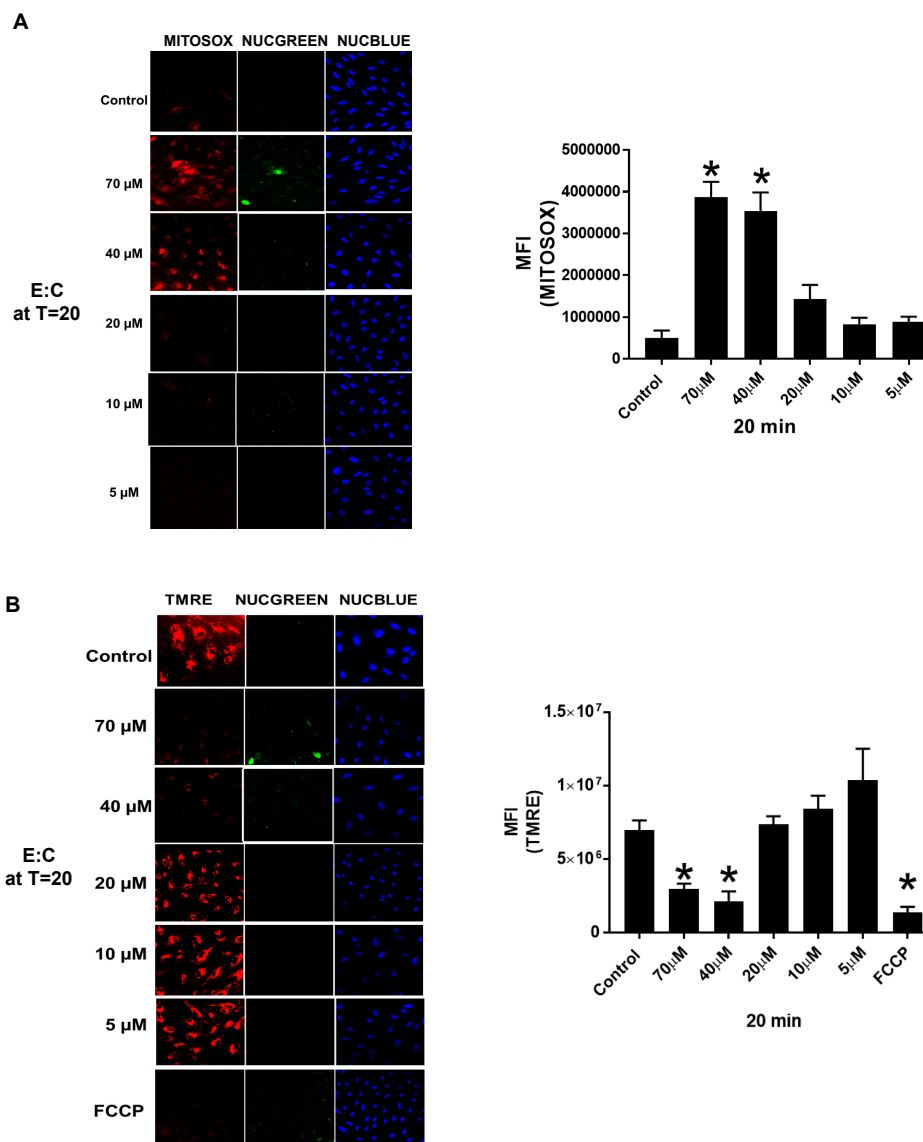 A
MITOSOX NUCGREEN NUCBLUE
Control
70 µM
40 µM
E:C
at T=20
20 µM
10 µM
5 µM
5000000
4000000
3000000
2000000
1000000
0
MFI
(MITOSOX)
* *
Control
70µM
40µM
20µM
10µM
5µM
20 min
B
TMRE NUCGREEN NUCBLUE
Control
70 µM
40 µM
E:C
at T=20
20 µM
10 µM
5 µM
FCCP
1.5×10⁷
1×10⁷
5×10⁶
0
MFI
(TMRE)
* * *
Control
70µM
40µM
20µM
10µM
5µM
FCCP
20 min